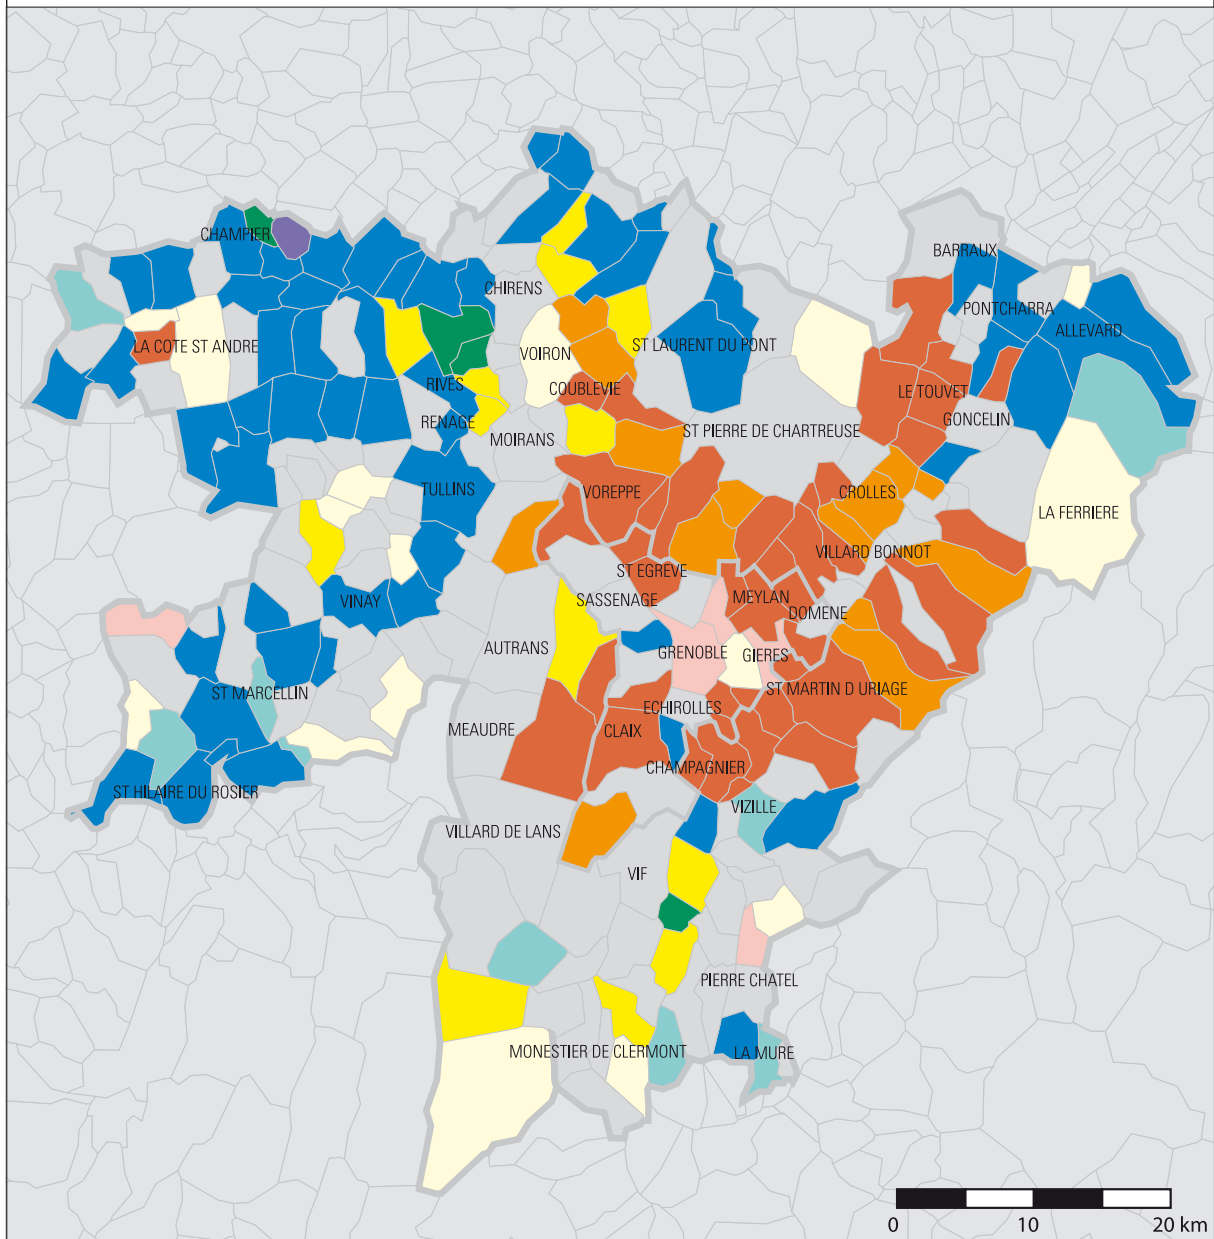 CHAMPIER
BARRAUX
CHIRENS
PONTCHARRA
ALLEVARD
LA COTE ST ANDRE
VOIRON
ST LAURENT DU PONT
RIVES
COUBLEVIE
LE TOUVET
RENAGE
GONCELIN
MOIRANS
ST PIERRE DE CHARTREUSE
TULLINS
VOREPPE
CROLLES
LA FERRIERE
VILLARD BONNOT
ST EGREVE
VINAY
SASSENAGE
MEYLAN
DOMENE
AUTRANS
GRENOBLE
GIERES
ST MARCELLIN
ST MARTIN D URIAGE
ECHIROLLES
MEAUDRE
CLAIX
CHAMPAGNIER
ST HILAIRE DU ROSIER
VIZILLE
VILLARD DE LANS
VIF
PIERRE CHATEL
MONESTIER DE CLERMONT
LA MURE
0 10 20 km